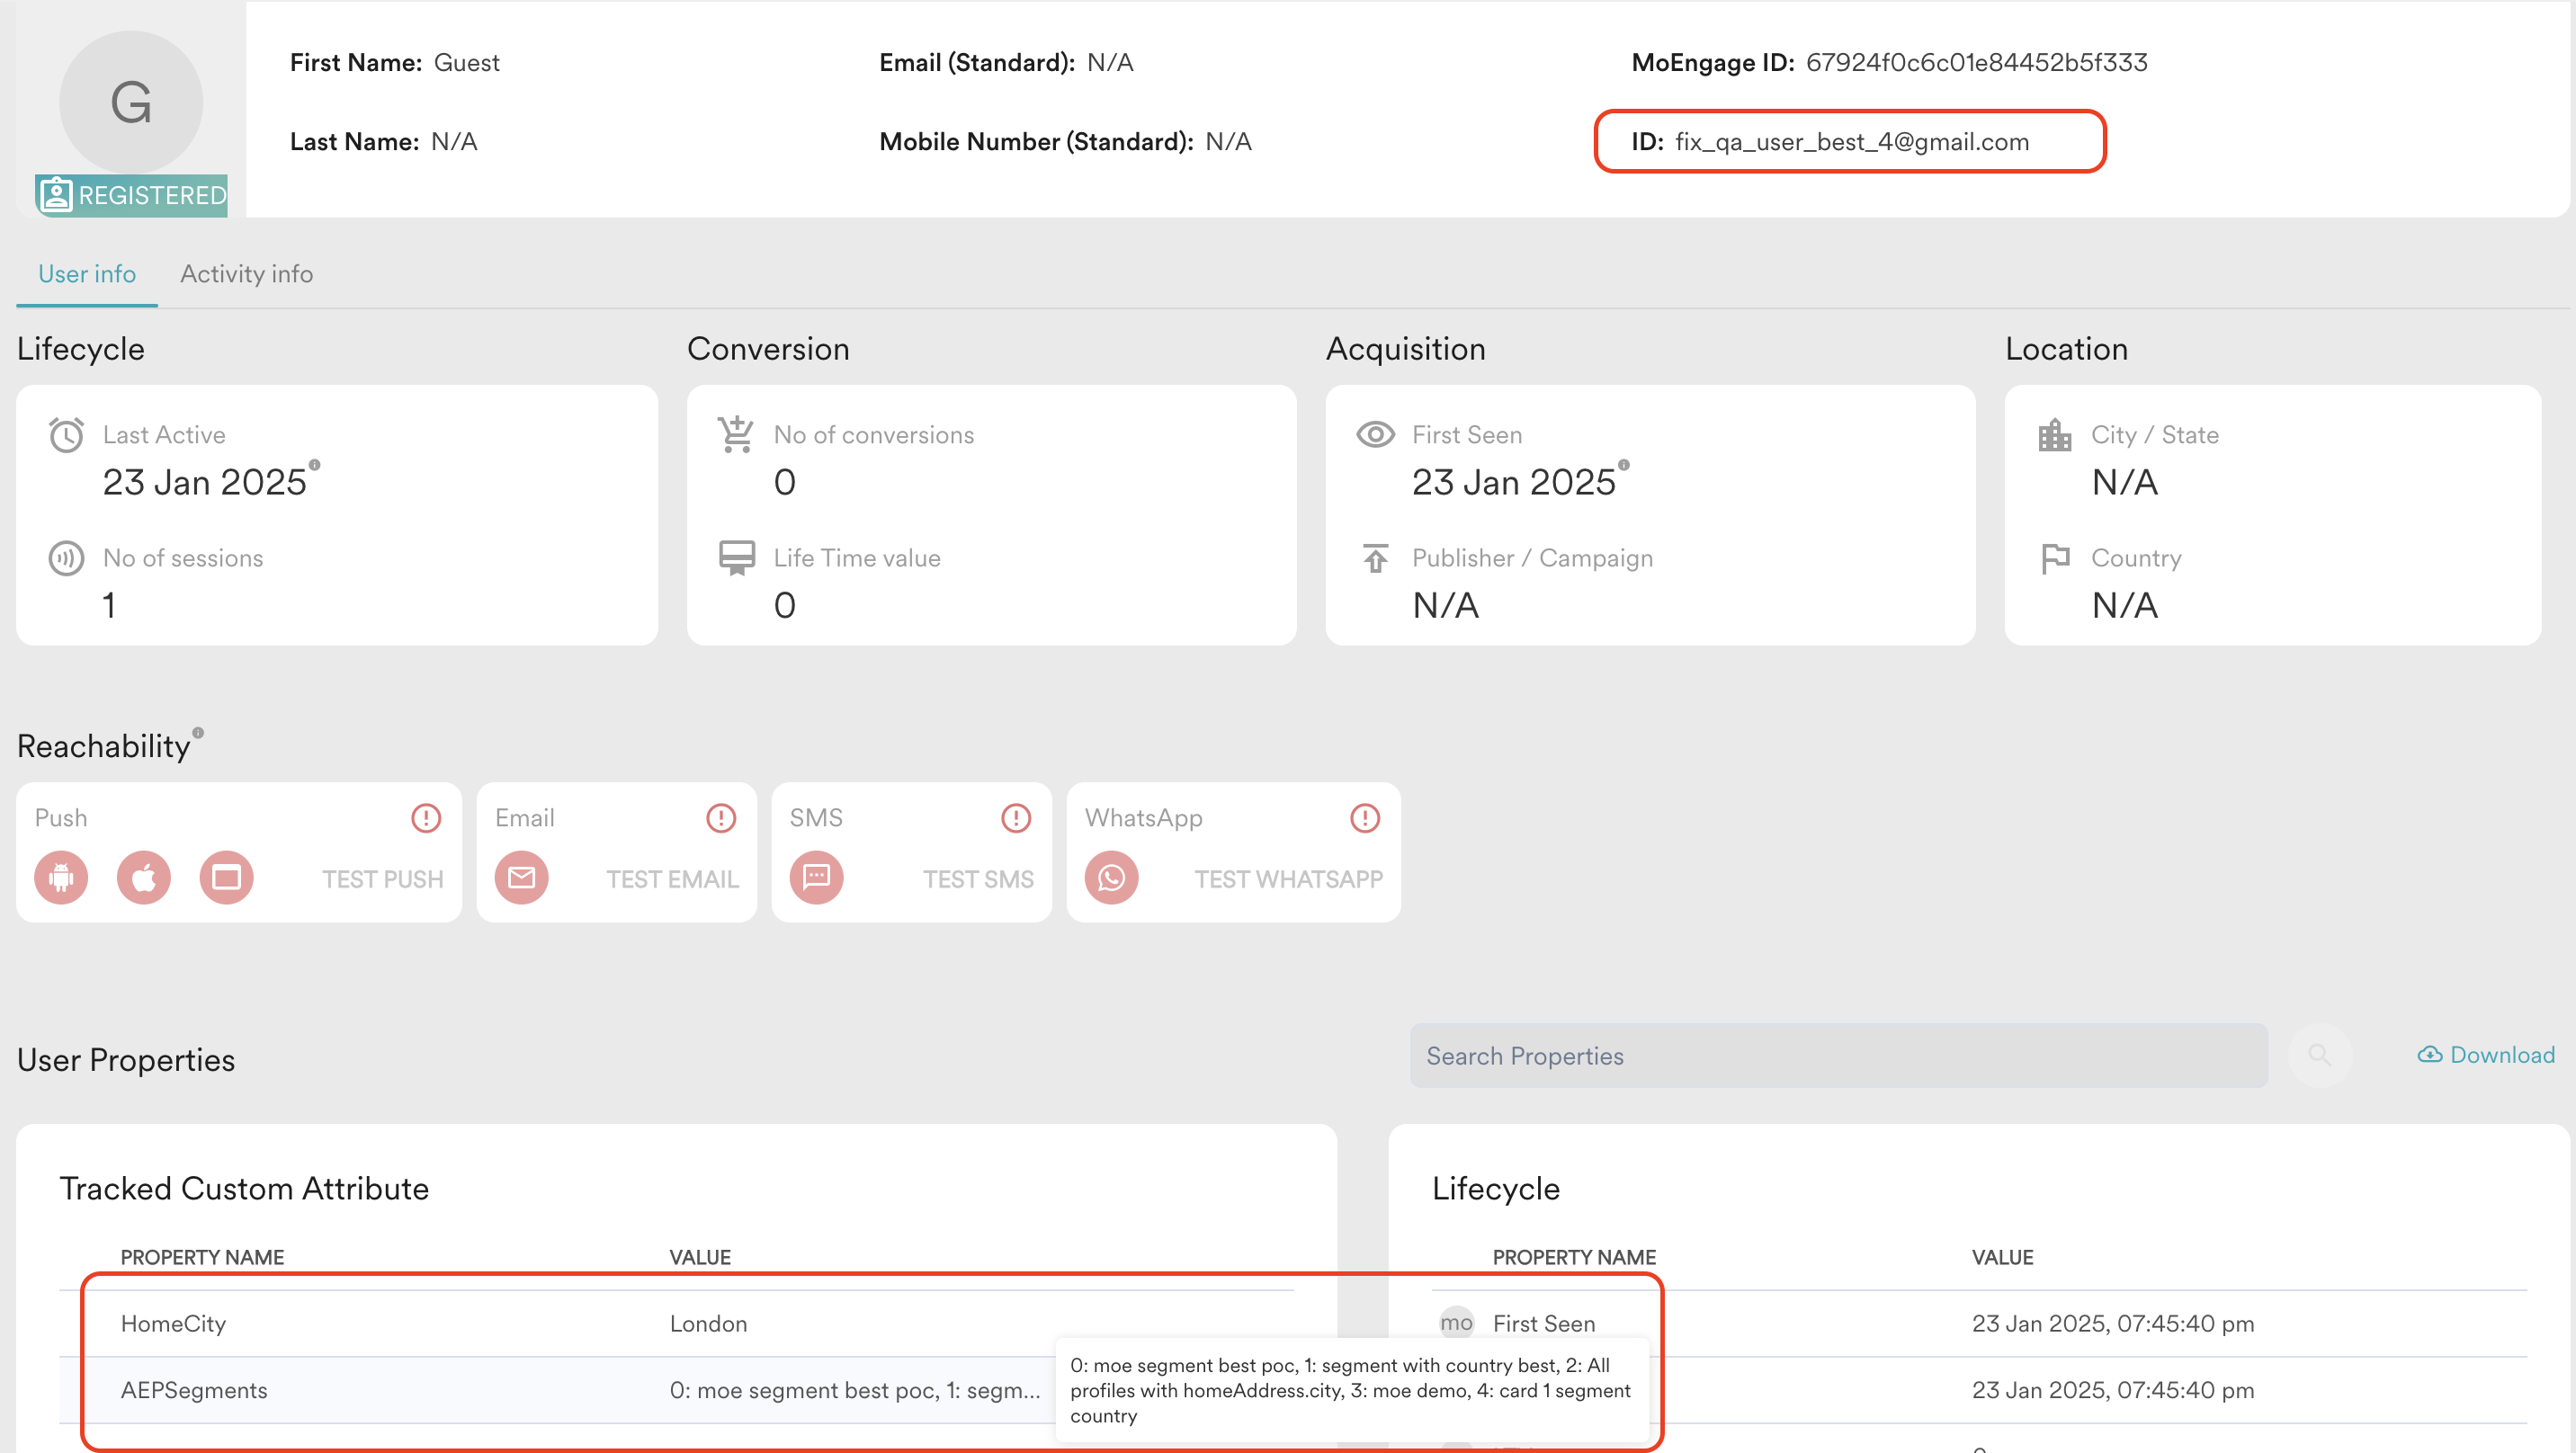 G
REGISTERED
First Name: Guest
Last Name: N/A
Email (Standard): N/A
Mobile Number (Standard): N/A
MoEngage ID: 67924f0c6c01e84452b5f333
ID: fix_qa_user_best_4@gmail.com
User info
Activity info
Lifecycle
Last Active
23 Jan 2025
No of sessions
1
Conversion
No of conversions
0
Life Time value
0
Acquisition
First Seen
23 Jan 2025
Publisher / Campaign
N/A
Location
City / State
N/A
Country
N/A
Reachability
Push
TEST PUSH
Email
TEST EMAIL
SMS
TEST SMS
WhatsApp
TEST WHATSAPP
User Properties
Search Properties
Download
Tracked Custom Attribute
PROPERTY NAME VALUE
HomeCity London
AEPSegments 0: moe segment best poc, 1: segm...
0: moe segment best poc, 1: segment with country best, 2: All
profiles with homeAddress.city, 3: moe demo, 4: card 1 segment
country
Lifecycle
PROPERTY NAME VALUE
mo First Seen 23 Jan 2025, 07:45:40 pm
23 Jan 2025, 07:45:40 pm